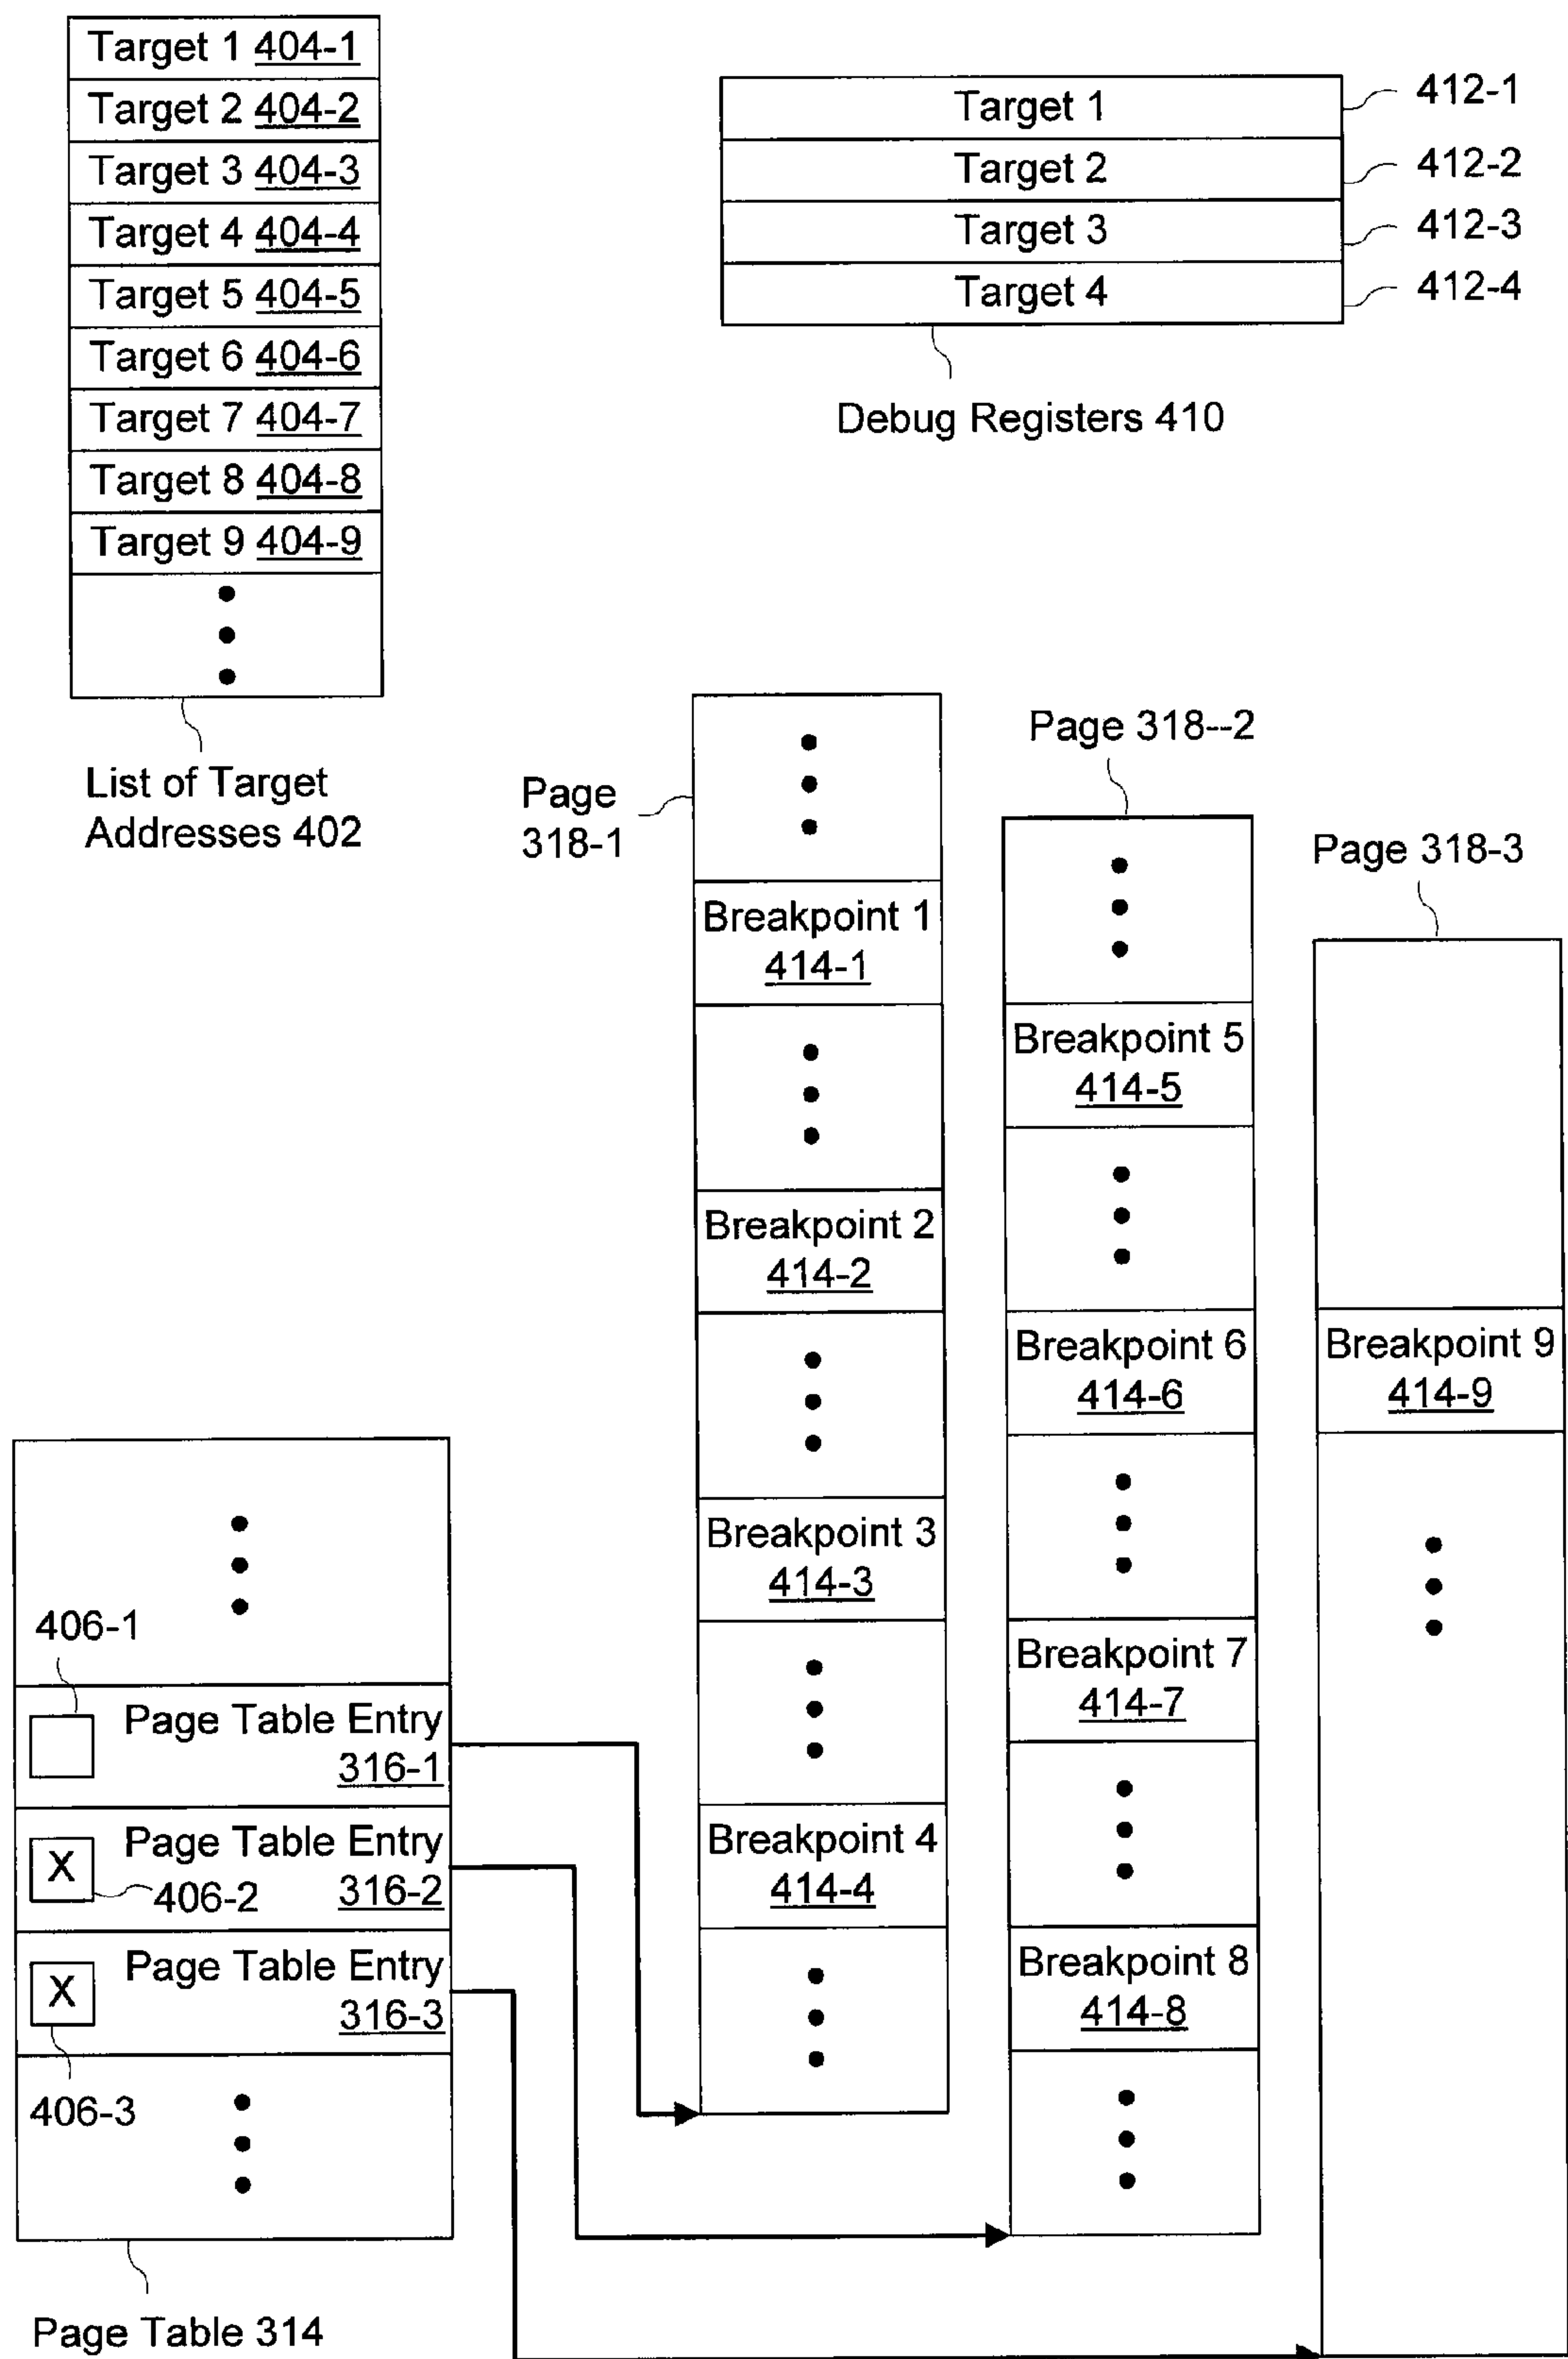 Target 1 404-1
Target 2 404-2
Target 3 404-3
Target 4 404-4
Target 5 404-5
Target 6 404-6
Target 7 404-7
Target 8 404-8
Target 9 404-9
List of Target
Addresses 402
Target 1
412-1
Target 2
412-2
Target 3
412-3
Target 4
412-4
Debug Registers 410
Page
318-1
Breakpoint 1
414-1
Breakpoint 2
414-2
Breakpoint 3
414-3
Breakpoint 4
414-4
Page 318--2
Breakpoint 5
414-5
Breakpoint 6
414-6
Breakpoint 7
414-7
Breakpoint 8
414-8
Page 318-3
Breakpoint 9
414-9
406-1
Page Table Entry
316-1
X
Page Table Entry
406-2
316-2
X
Page Table Entry
316-3
406-3
Page Table 314